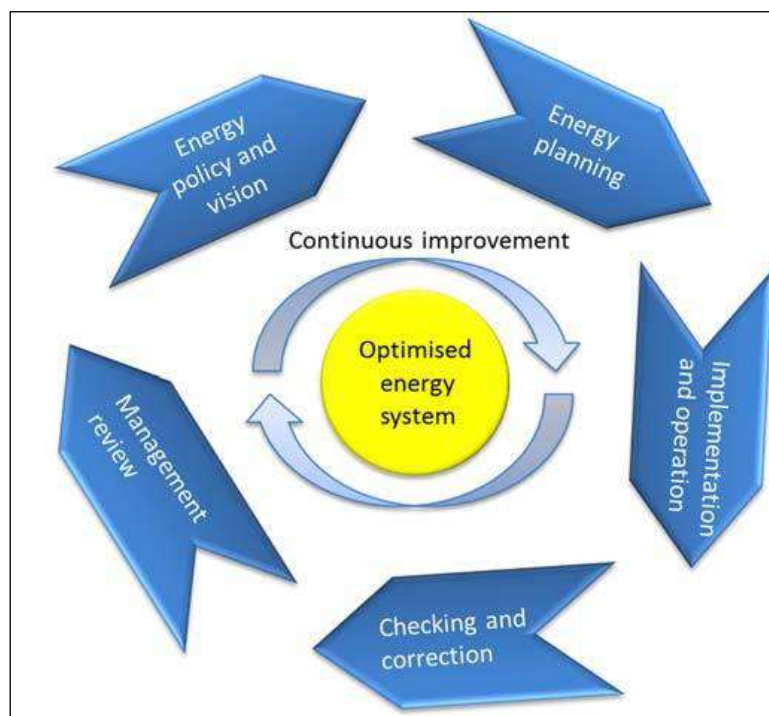 Energy
policy and
vision
Energy
planning
Continuous improvement
Optimised
energy
system
Implementation
and operation
Management
review
Checking and
correction